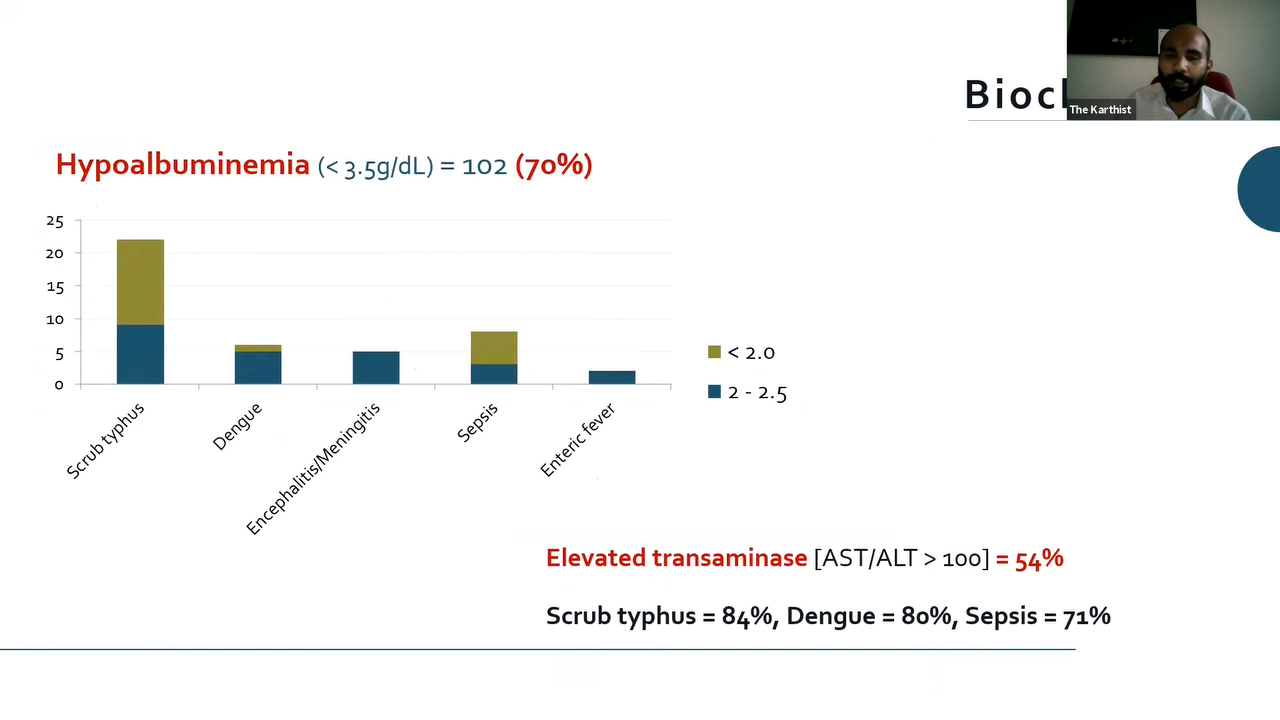 The Karthist
Hypoalbuminemia (< 3.5g/dL) = 102 (70%)
25
20
15
10
5
0
Scrub typhus
Dengue
Encephalitis/Meningitis
Sepsis
Enteric fever
< 2.0
2 - 2.5
Elevated transaminase [AST/ALT > 100] = 54%
Scrub typhus = 84%, Dengue = 80%, Sepsis = 71%